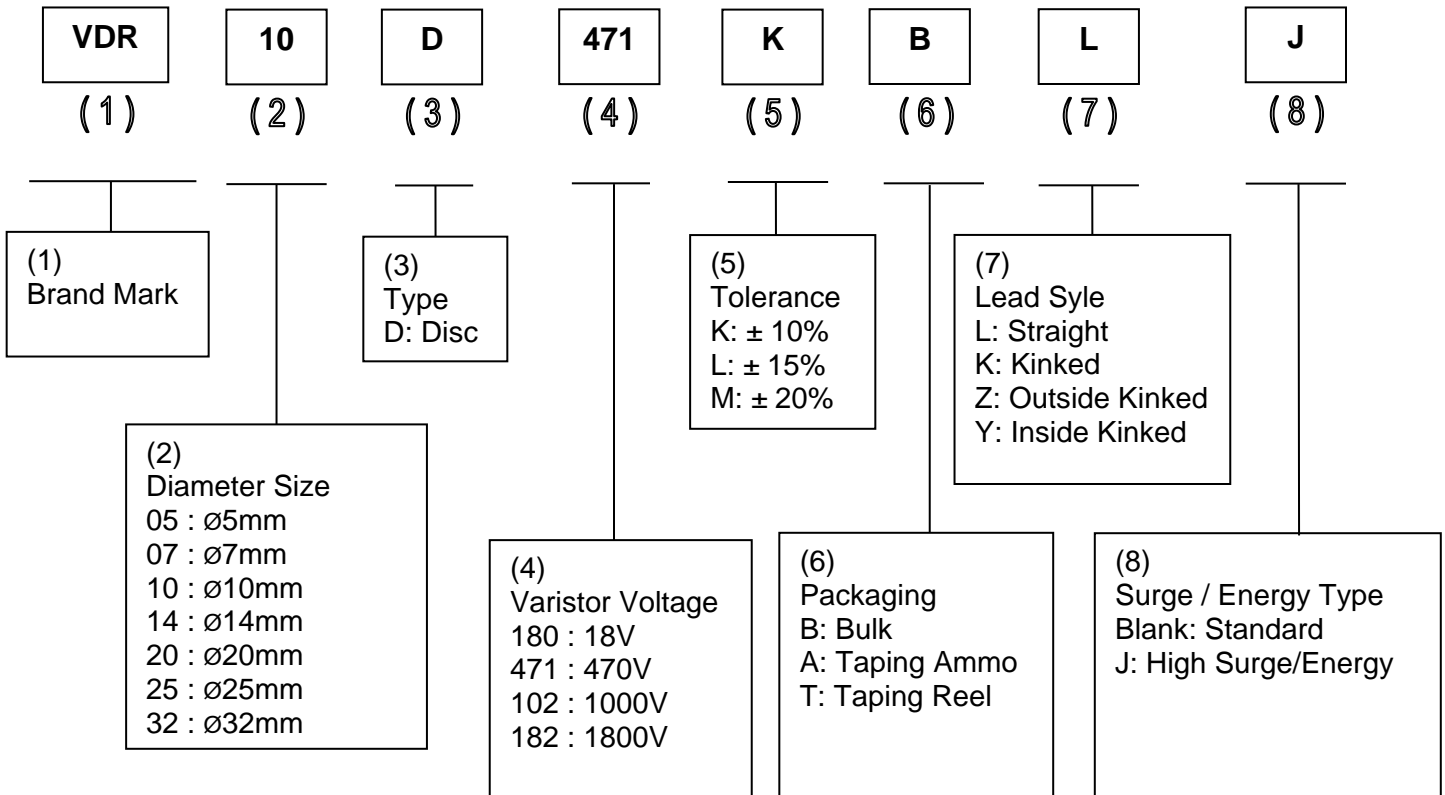 VDR 10 D 471 K B L J
(1) (2) (3) (4) (5) (6) (7) (8)
(1)
Brand Mark
(2)
Diameter Size
05 : Ø5mm
07 : Ø7mm
10 : Ø10mm
14 : Ø14mm
20 : Ø20mm
25 : Ø25mm
32 : Ø32mm
(3)
Type
D: Disc
(4)
Varistor Voltage
180 : 18V
471 : 470V
102 : 1000V
182 : 1800V
(5)
Tolerance
K: ± 10%
L: ± 15%
M: ± 20%
(6)
Packaging
B: Bulk
A: Taping Ammo
T: Taping Reel
(7)
Lead Syle
L: Straight
K: Kinked
Z: Outside Kinked
Y: Inside Kinked
(8)
Surge / Energy Type
Blank: Standard
J: High Surge/Energy